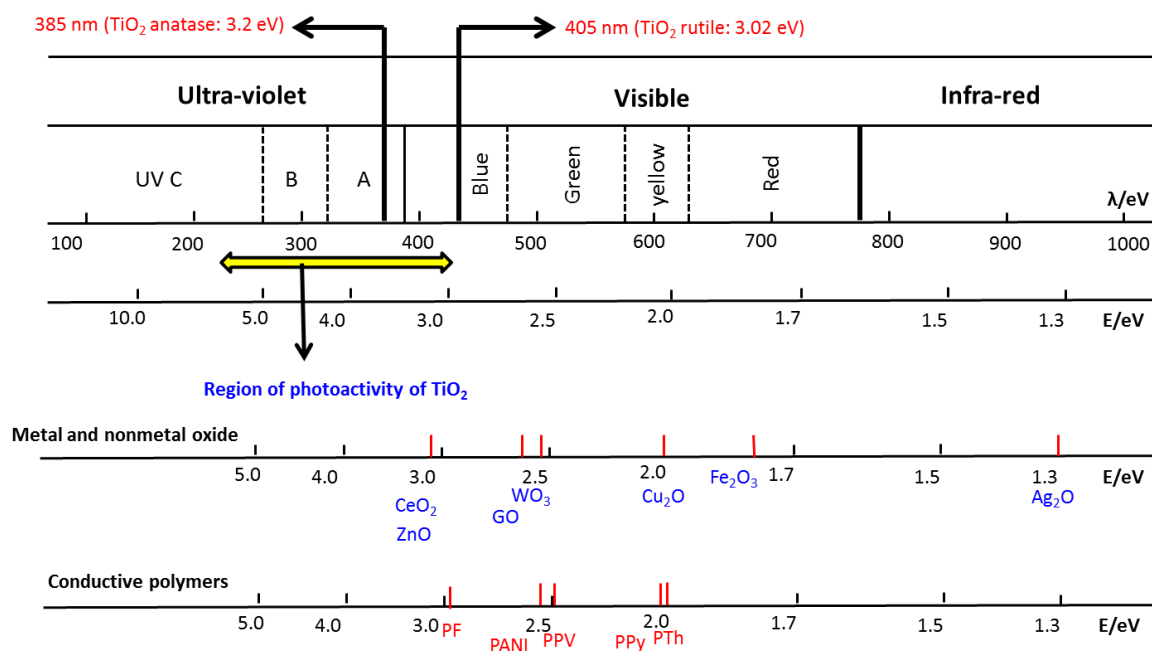 385 nm (TiO₂ anatase: 3.2 eV)
405 nm (TiO₂ rutile: 3.02 eV)
Ultra-violet
Visible
Infra-red
UV C
B
A
Blue
Green
yellow
Red
λ/eV
100 200 300 400 500 600 700 800 900 1000
10.0 5.0 4.0 3.0 2.5 2.0 1.7 1.5 1.3 E/eV
Region of photoactivity of TiO₂
Metal and nonmetal oxide
5.0 4.0 3.0 2.5 2.0 1.7 1.5 1.3 E/eV
CeO₂
ZnO
GO
WO₃
Cu₂O
Fe₂O₃
Ag₂O
Conductive polymers
5.0 4.0 3.0 2.5 2.0 1.7 1.5 1.3 E/eV
PF
PANI
PPV
PPy
PTh